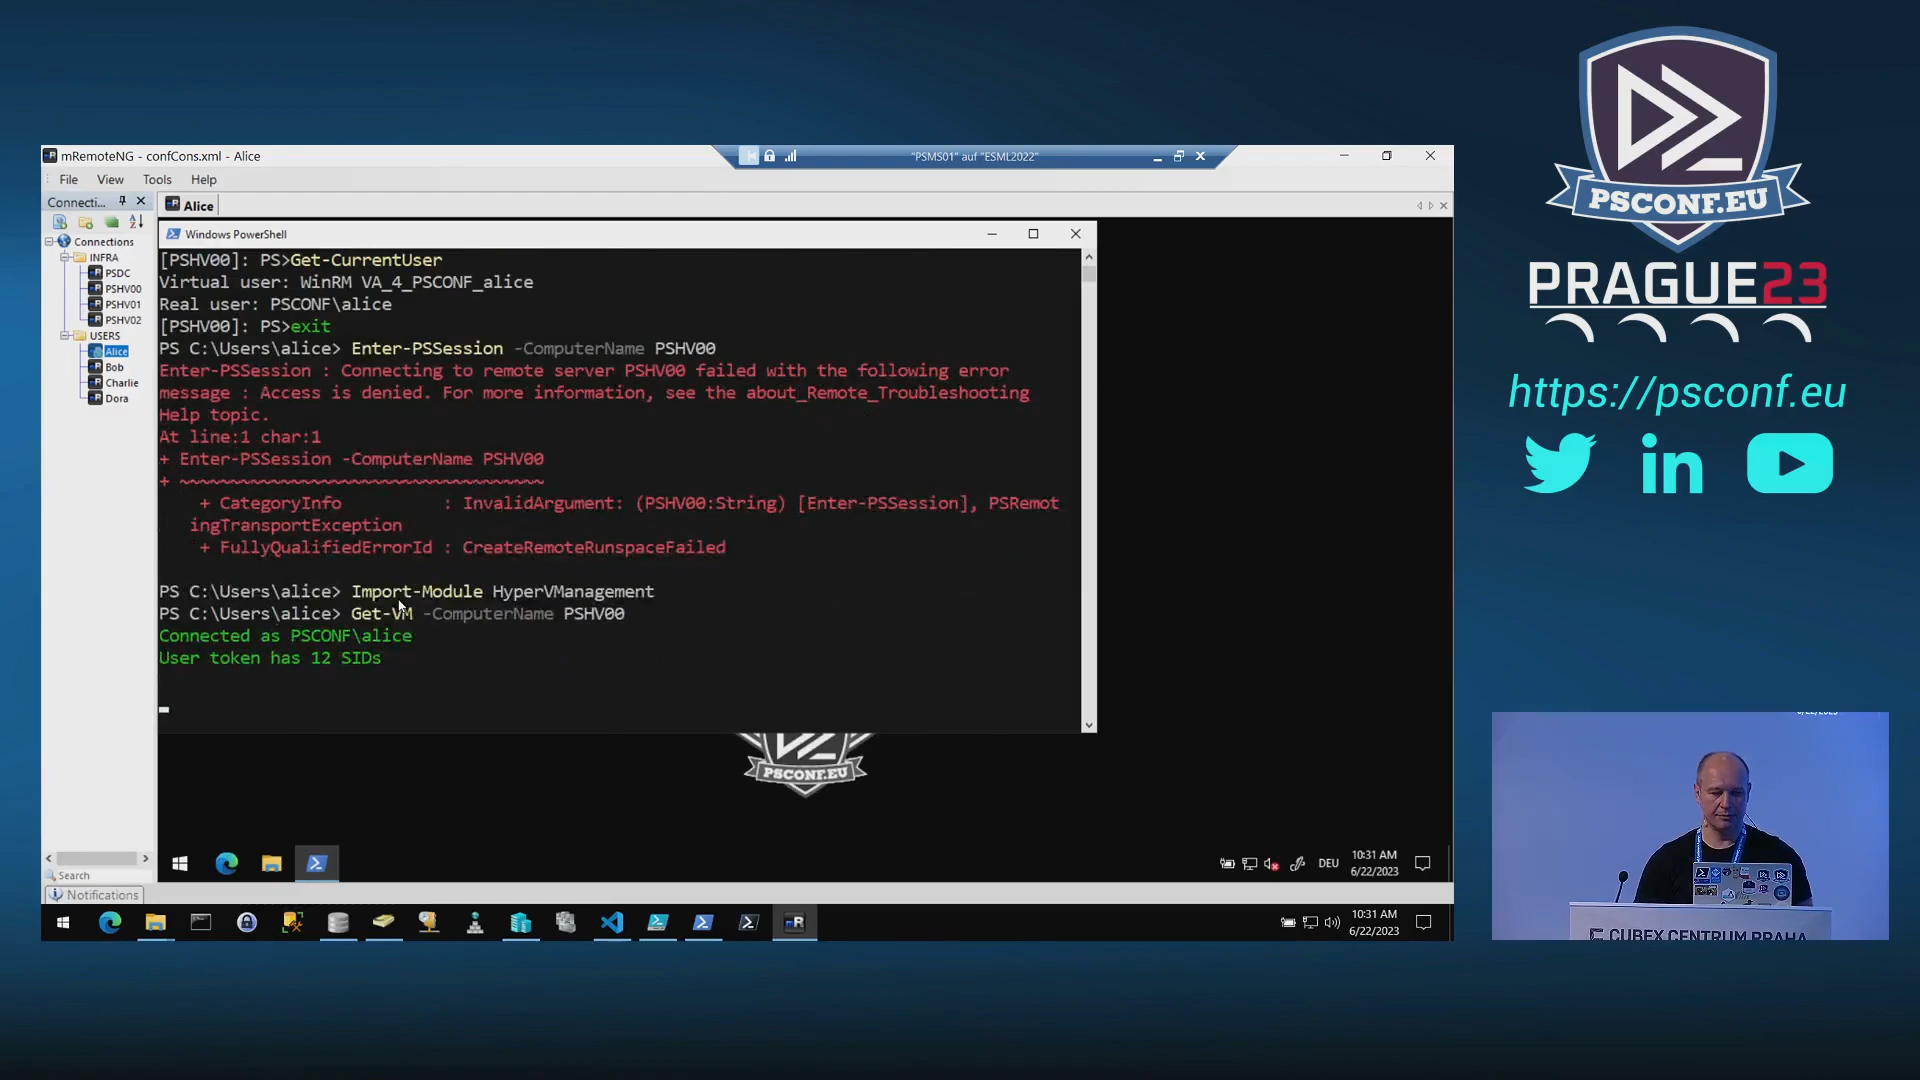 mRemoteNG - confCons.xml - Alice
"PSMS01" auf "ESML2022"
File View Tools Help
Connecti...
Alice
Connections
INFRA
PSDC
PSHV00
PSHV01
PSHV02
USERS
Alice
Bob
Charlie
Dora
Windows PowerShell
[PSHV00]: PS>Get-CurrentUser
Virtual user: WinRM VA_4_PSCONF_alice
Real user: PSCONF\alice
[PSHV00]: PS>exit
PS C:\Users\alice> Enter-PSSession -ComputerName PSHV00
Enter-PSSession : Connecting to remote server PSHV00 failed with the following error
message : Access is denied. For more information, see the about_Remote_Troubleshooting
Help topic.
At line:1 char:1
+ Enter-PSSession -ComputerName PSHV00
+ ~~~~~~~~~~~~~~~~~~~~~~~~~~~~~~~~~~~~
+ CategoryInfo : InvalidArgument: (PSHV00:String) [Enter-PSSession], PSRemot
ingTransportException
+ FullyQualifiedErrorId : CreateRemoteRunspaceFailed
PS C:\Users\alice> Import-Module HyperVManagement
PS C:\Users\alice> Get-VM -ComputerName PSHV00
Connected as PSCONF\alice
User token has 12 SIDs
PSCONF.EU
DEU
10:31 AM
6/22/2023
Search
Notifications
10:31 AM
6/22/2023
PSCONF.EU
PRAGUE23
https://psconf.eu
in
6/22/2023
CUBEX CENTRUM PRAHA